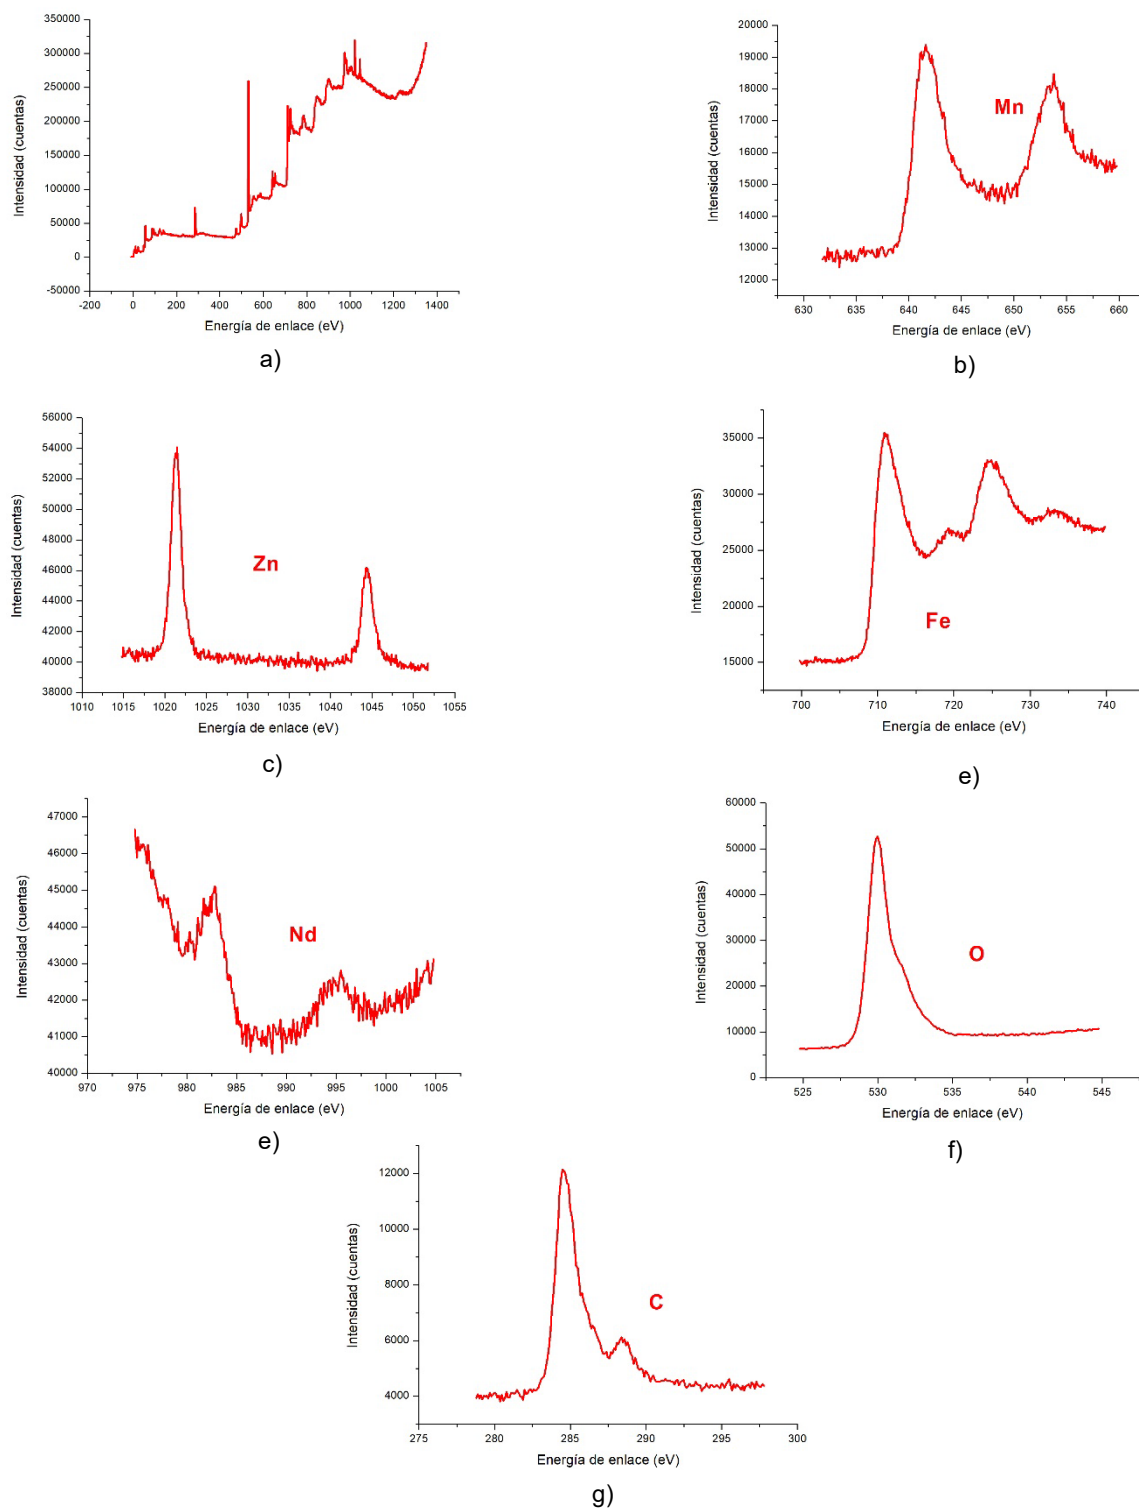 350000
300000
250000
200000
150000
100000
50000
0
-50000
Intensidad (cuentas)
-200 0 200 400 600 800 1000 1200 1400
Energía de enlace (eV)
a)
20000
19000
18000
17000
16000
15000
14000
13000
12000
Intensidad (cuentas)
Mn
630 635 640 645 650 655 660
Energía de enlace (eV)
b)
56000
54000
52000
50000
48000
46000
44000
42000
40000
38000
Intensidad (cuentas)
Zn
1010 1015 1020 1025 1030 1035 1040 1045 1050 1055
Energía de enlace (eV)
c)
35000
30000
25000
20000
15000
Intensidad (cuentas)
Fe
700 710 720 730 740
Energía de enlace (eV)
e)
47000
46000
45000
44000
43000
42000
41000
40000
Intensidad (cuentas)
Nd
970 975 980 985 990 995 1000 1005
Energía de enlace (eV)
e)
60000
50000
40000
30000
20000
10000
0
Intensidad (cuentas)
O
525 530 535 540 545
Energía de enlace (eV)
f)
12000
10000
8000
6000
4000
Intensidad (cuentas)
C
275 280 285 290 295 300
Energía de enlace (eV)
g)